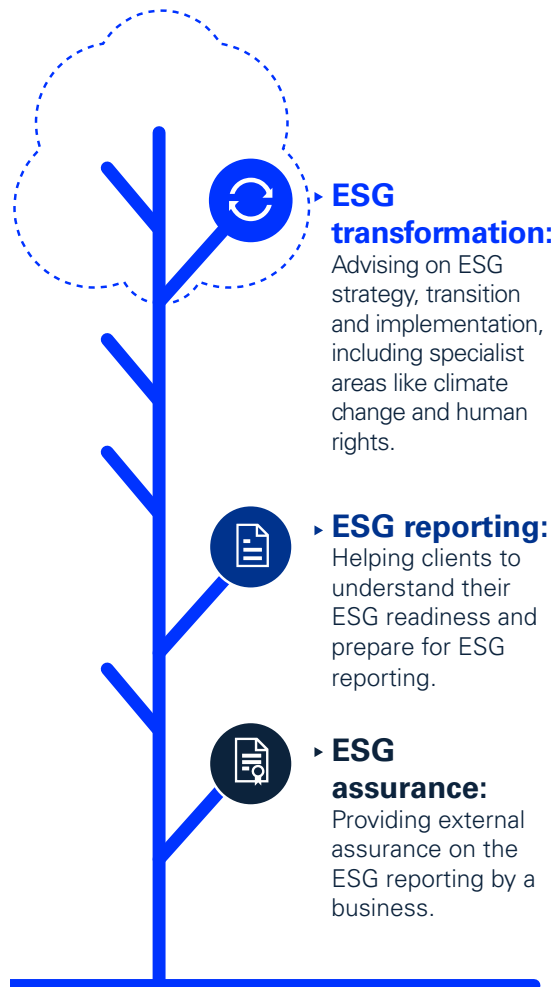 ESG
transformation:
Advising on ESG
strategy, transition
and implementation,
including specialist
areas like climate
change and human
rights.
ESG reporting:
Helping clients to
understand their
ESG readiness and
prepare for ESG
reporting.
ESG
assurance:
Providing external
assurance on the
ESG reporting by a
business.